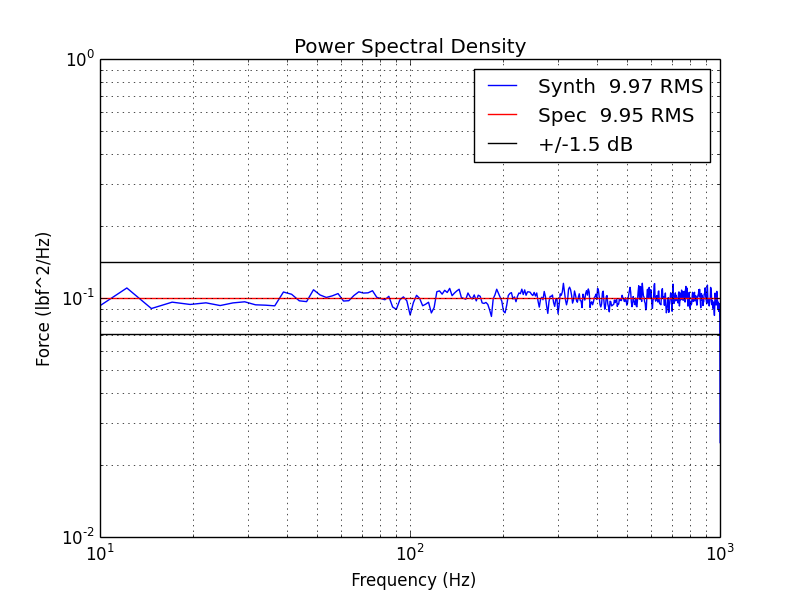 Power Spectral Density
Synth  9.97 RMS
Spec  9.95 RMS
+/-1.5 dB
Force (lbf^2/Hz)
10^0
10^-1
10^-2
10^1
10^2
10^3
Frequency (Hz)